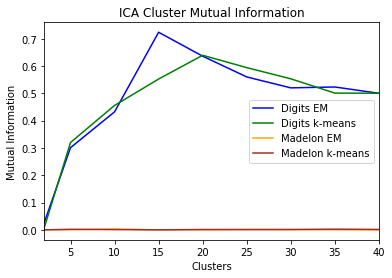 ICA Cluster Mutual Information
Mutual Information
0.7
0.6
0.5
0.4
0.3
0.2
0.1
0.0
Digits EM
Digits k-means
Madelon EM
Madelon k-means
5 10 15 20 25 30 35 40
Clusters